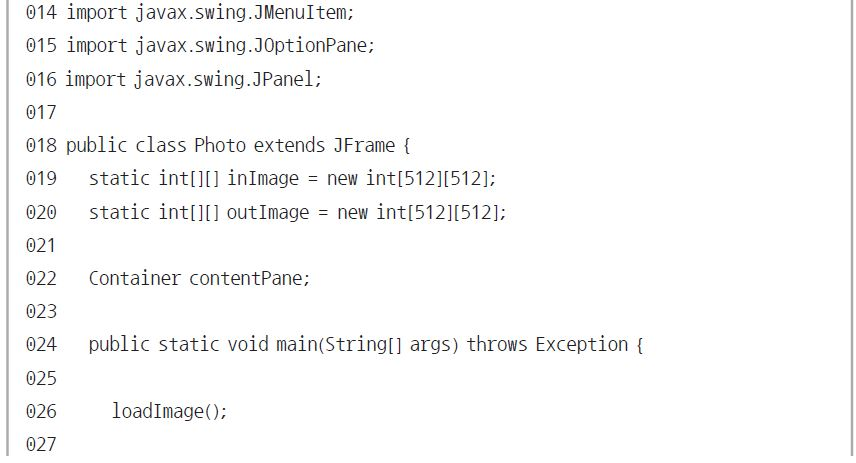 014 import javax.swing.JMenuItem;
015 import javax.swing.JOptionPane;
016 import javax.swing.JPanel;
017
018 public class Photo extends JFrame {
019 static int[][] inImage = new int[512][512];
020 static int[][] outImage = new int[512][512];
021
022 Container contentPane;
023
024 public static void main(String[] args) throws Exception {
025
026 loadImage();
027